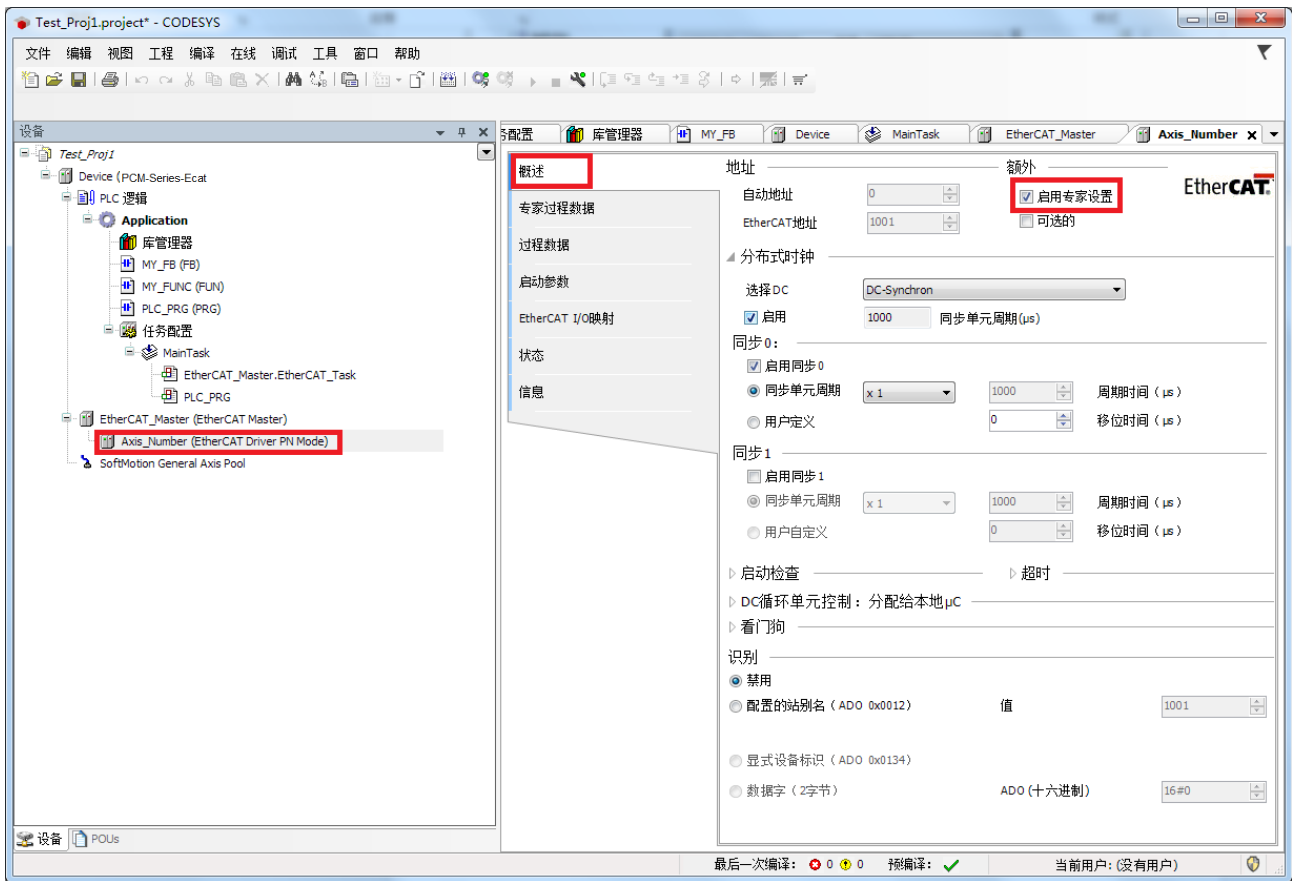 Test_Proj1.project* - CODESYS
文件 编辑 视图 工程 编译 在线 调试 工具 窗口 帮助
设备
Test_Proj1
Device (PCM-Series-Ecat
PLC 逻辑
Application
库管理器
MY_FB (FB)
MY_FUNC (FUN)
PLC_PRG (PRG)
任务配置
MainTask
EtherCAT_Master.EtherCAT_Task
PLC_PRG
EtherCAT_Master (EtherCAT Master)
Axis_Number (EtherCAT Driver PN Mode)
SoftMotion General Axis Pool
设备 POUs
务配置 库管理器 MY_FB Device MainTask EtherCAT_Master Axis_Number
概述
专家过程数据
过程数据
启动参数
EtherCAT I/O映射
状态
信息
地址 额外
自动地址 0 启用专家设置 EtherCAT
EtherCAT地址 1001 可选的
分布式时钟
选择DC DC-Synchron
启用 1000 同步单元周期(μs)
同步0:
启用同步0
同步单元周期 x 1 1000 周期时间（μs）
用户定义 0 移位时间（μs）
同步1
启用同步1
同步单元周期 x 1 1000 周期时间（μs）
用户自定义 0 移位时间（μs）
启动检查 超时
DC循环单元控制: 分配给本地μC
看门狗
识别
禁用
配置的站别名（ADO 0x0012） 值 1001
显式设备标识（ADO 0x0134）
数据字（2字节） ADO (十六进制) 16#0
最后一次编译: 0 0 预编译: 当前用户: (没有用户)